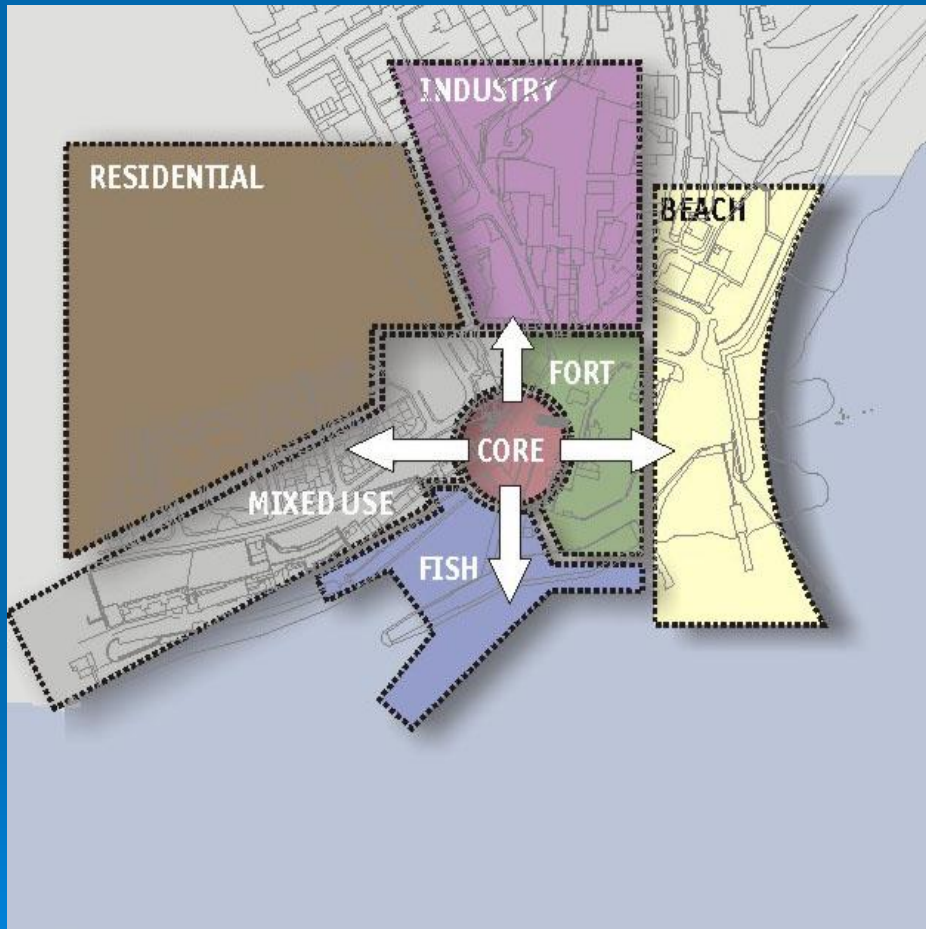 INDUSTRY
RESIDENTIAL
BEACH
FORT
CORE
MIXED USE
FISH